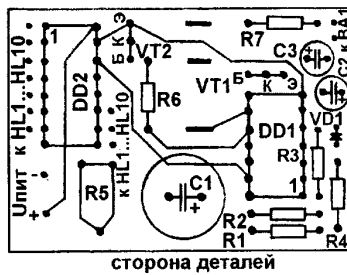 1
Э
К
Б
VT2
R7
C3
C2
к ВА1
к HL1...HL10
DD2
к HL1...HL10
R6
VT1
Б
К
Э
DD1
VD1
R3
1
Uпит
-
+
R5
C1
+
R2
R1
R4
сторона деталей